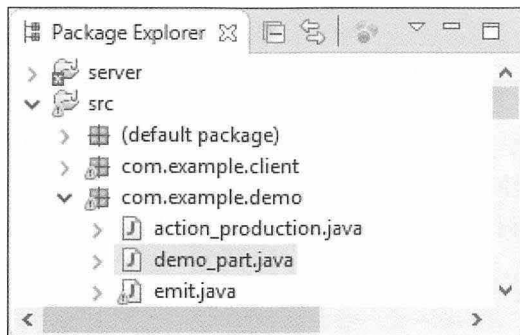 Package Explorer
server
src
(default package)
com.example.client
com.example.demo
action_production.java
demo_part.java
emit.java